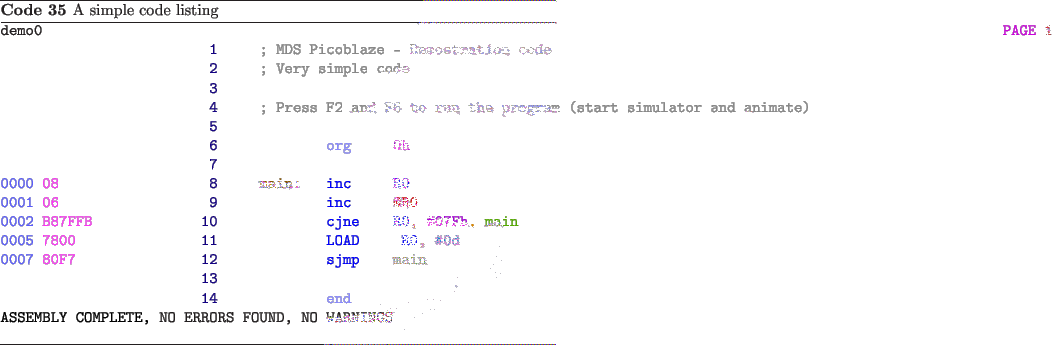 Code 35 A simple code listing
demo0 PAGE 1
1 ; MDS Picoblaze - Demostration code
2 ; Very simple code
3
4 ; Press F2 and F6 to run the program (start simulator and animate)
5
6 org 0h
7
0000 08 8 main: inc R0
0001 06 9 inc @R0
0002 B87FFB 10 cjne R0, #07Fh, main
0005 7800 11 LOAD R0, #0d
0007 80F7 12 sjmp main
13
14 end
ASSEMBLY COMPLETE, NO ERRORS FOUND, NO WARNINGS